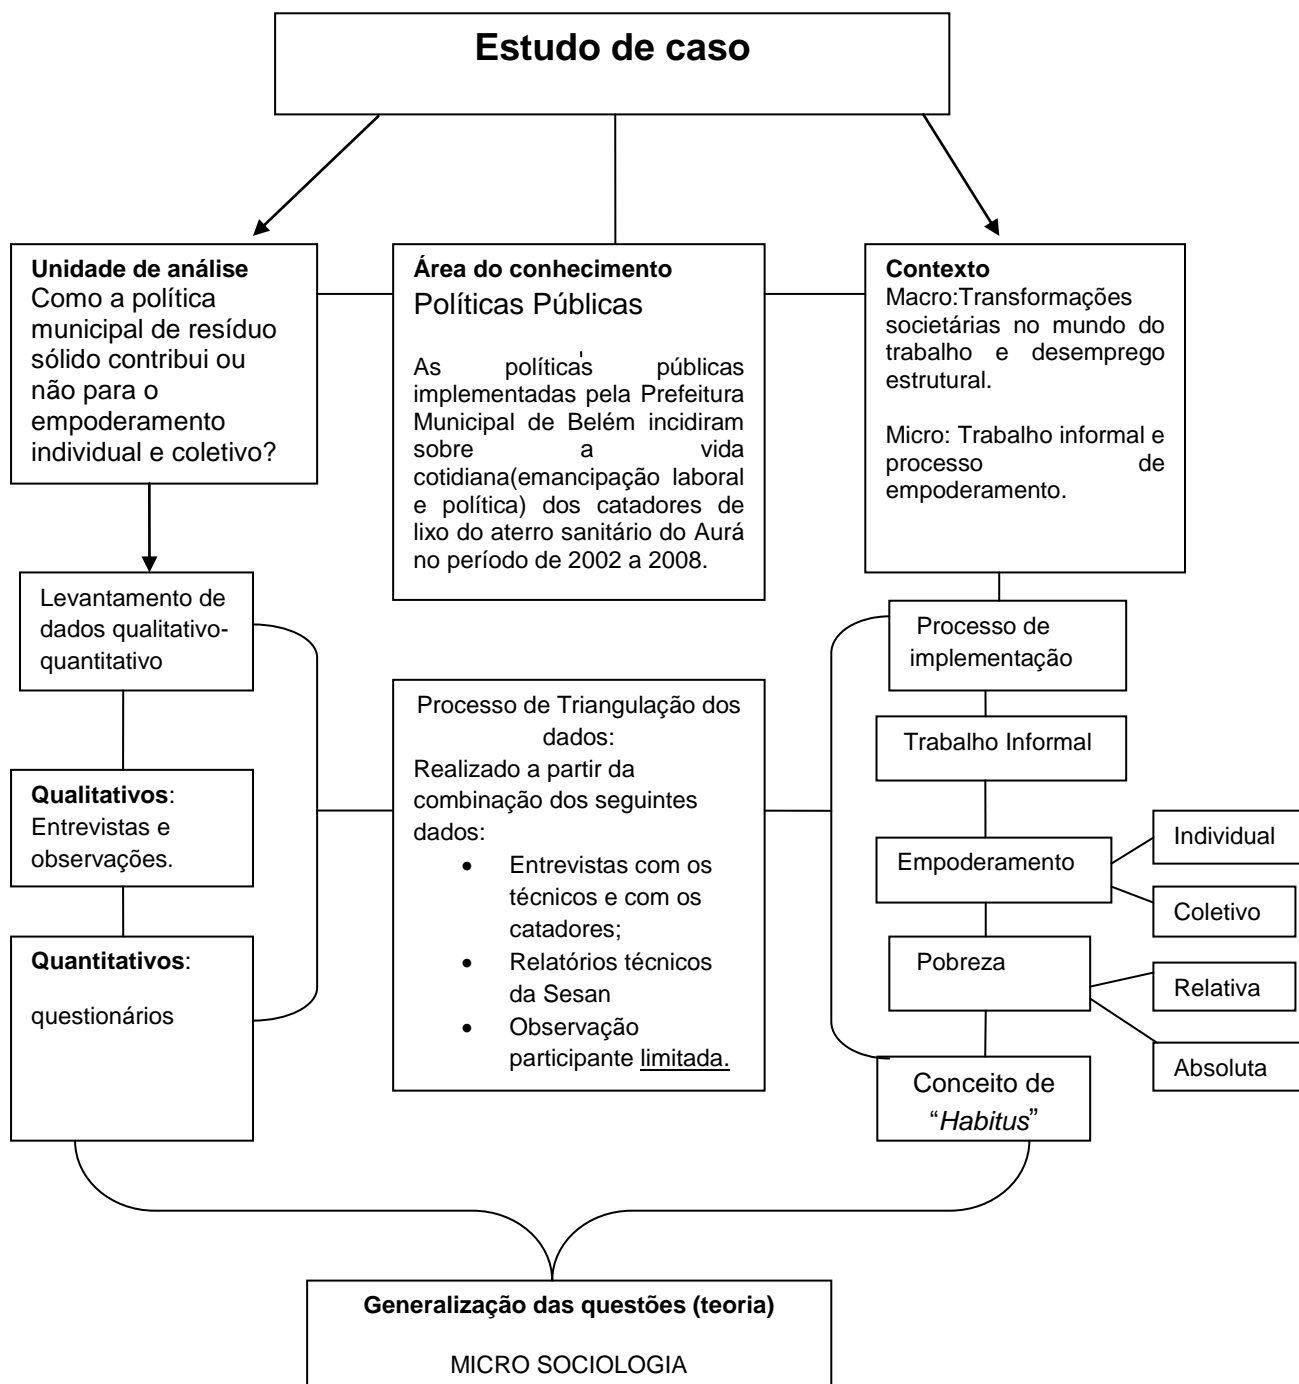 Estudo de caso
Unidade de análise
Como a política
municipal de resíduo
sólido contribui ou
não para o
empoderamento
individual e coletivo?
Área do conhecimento
Políticas Públicas
As políticas públicas
implementadas pela Prefeitura
Municipal de Belém incidiram
sobre a vida
cotidiana(emancipação laboral
e política) dos catadores de
lixo do aterro sanitário do Aurá
no período de 2002 a 2008.
Contexto
Macro:Transformações
societárias no mundo do
trabalho e desemprego
estrutural.
Micro: Trabalho informal e
processo de
empoderamento.
Levantamento de
dados qualitativo-
quantitativo
Qualitativos:
Entrevistas e
observações.
Quantitativos:
questionários
Processo de Triangulação dos
dados:
Realizado a partir da
combinação dos seguintes
dados:
• Entrevistas com os
técnicos e com os
catadores;
• Relatórios técnicos
da Sesan
• Observação
participante limitada.
Processo de
implementação
Trabalho Informal
Empoderamento
Individual
Coletivo
Pobreza
Relativa
Absoluta
Conceito de
“Habitus”
Generalização das questões (teoria)
MICRO SOCIOLOGIA